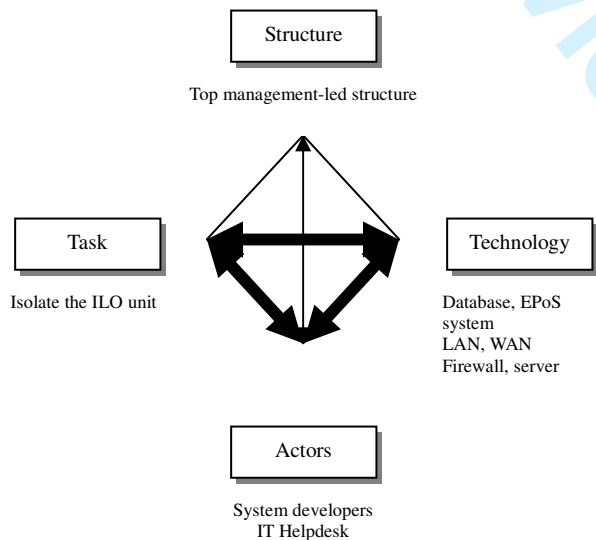 Structure
Top management-led structure
Task
Isolate the ILO unit
Technology
Database, EPoS
system
LAN, WAN
Firewall, server
Actors
System developers
IT Helpdesk